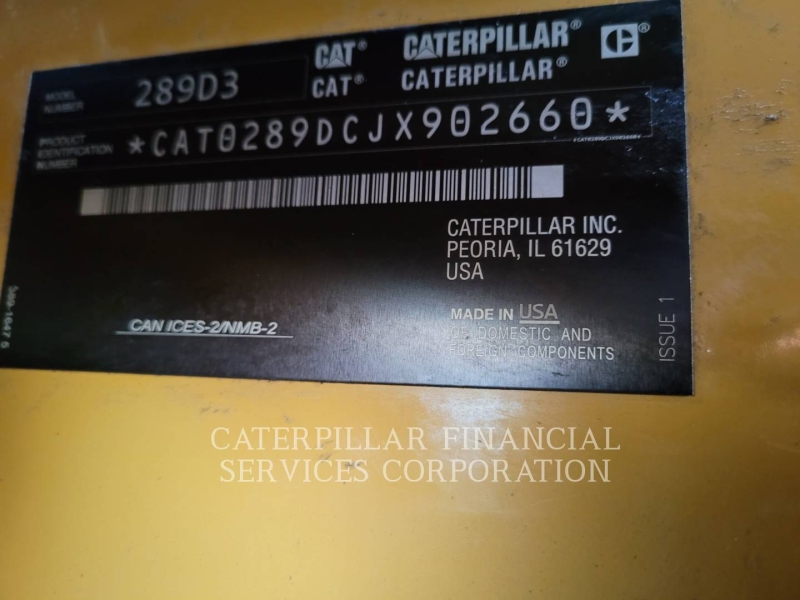 CAT® CATERPILLAR® C®
MODEL NUMBER 289D3 CAT® CATERPILLAR®
PRODUCT IDENTIFICATION NUMBER *CAT0289DCJX902660*
CATERPILLAR INC.
PEORIA, IL 61629
USA
MADE IN USA
OF DOMESTIC AND
FOREIGN COMPONENTS
CAN ICES-2/NMB-2
ISSUE 1
CATERPILLAR FINANCIAL
SERVICES CORPORATION